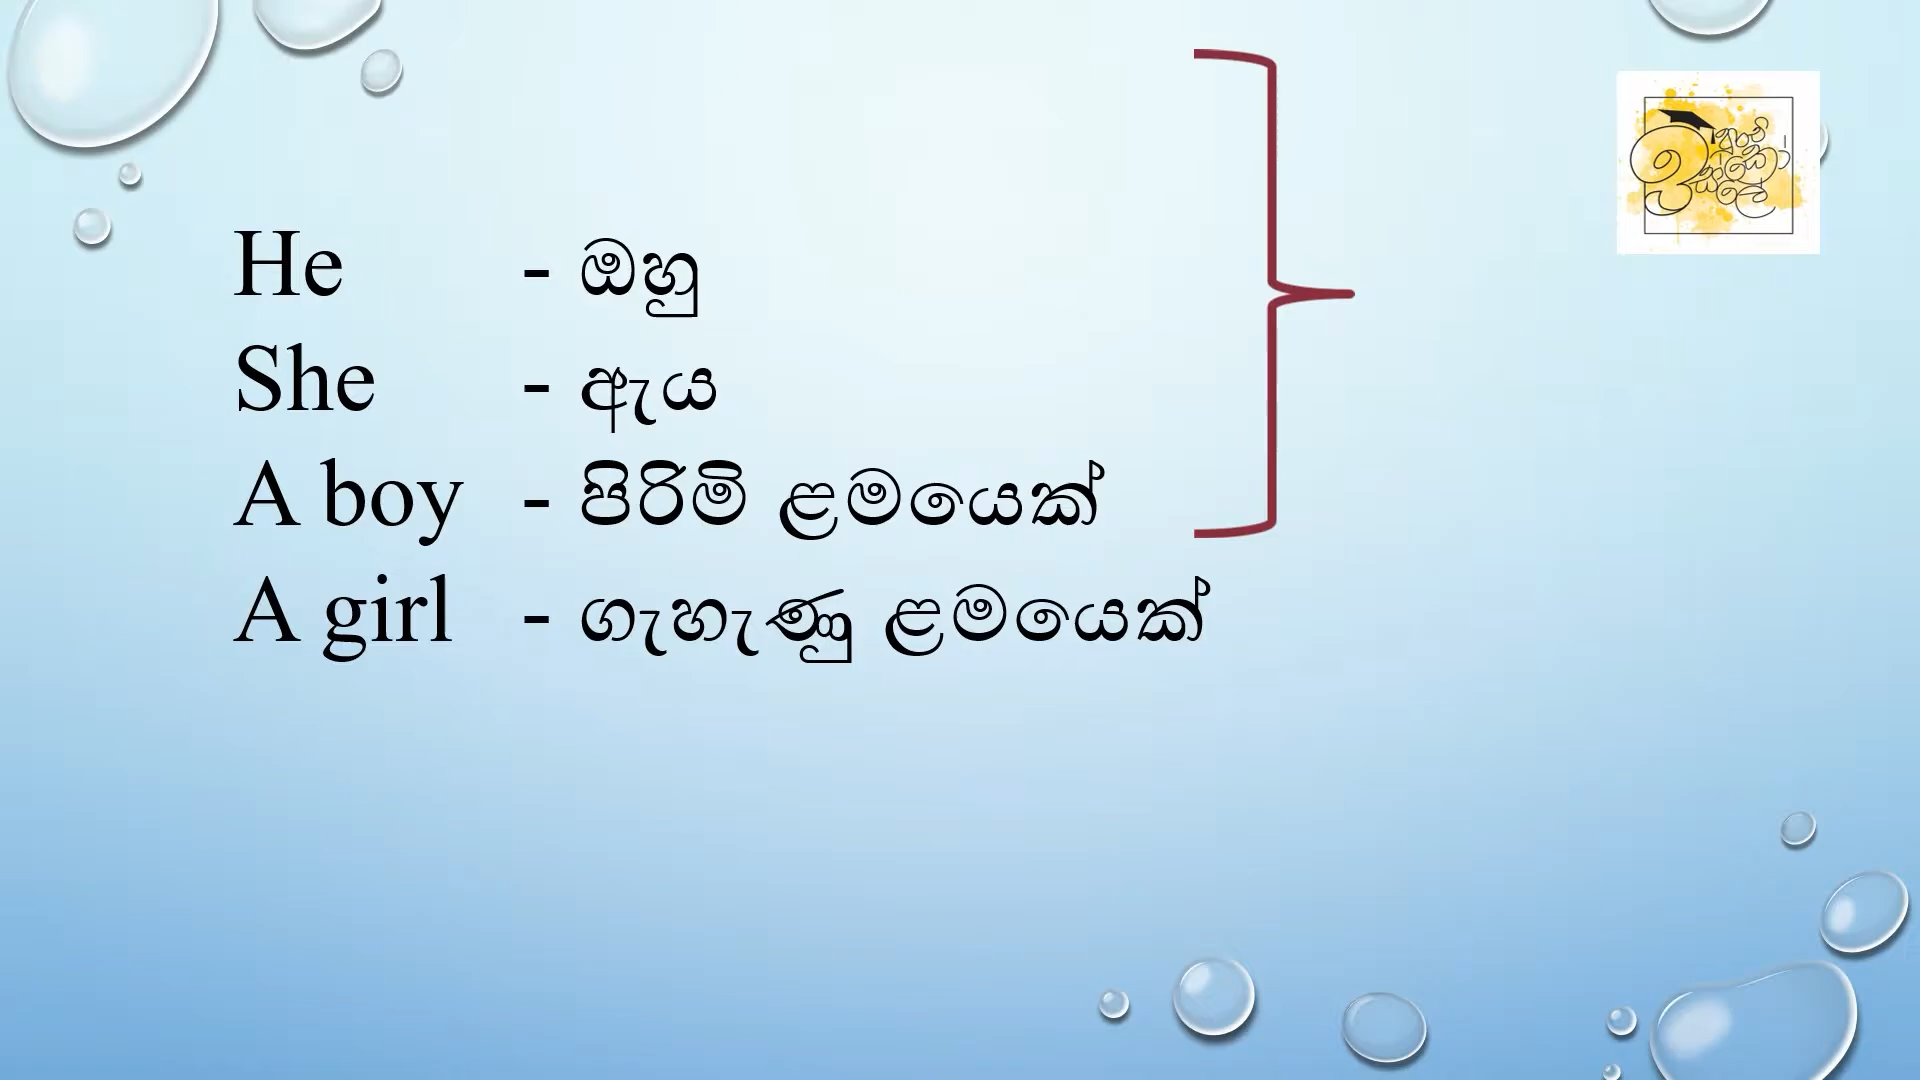 He - ඔහු
She - ඇය
A boy - පිරිමි ළමයෙක්
A girl - ගැහැණු ළමයෙක්